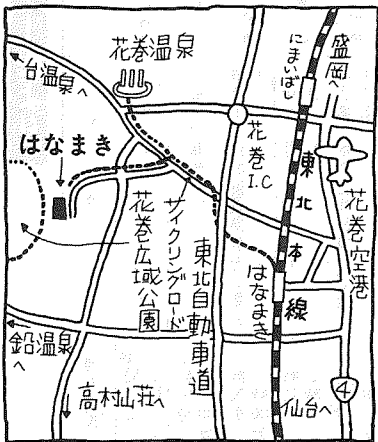 花巻温泉
台温泉へ
はなまき
にまいばし
盛岡へ
花巻I.C
東北本線
花巻空港
サイクリングロード
花巻広域公園
東北自動車道
はなまき
鉛温泉へ
高村山荘へ
仙台へ
4